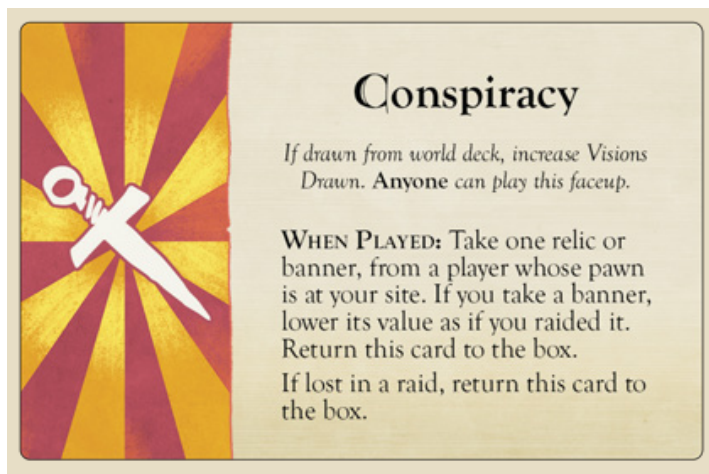 Conspiracy
If drawn from world deck, increase Visions
Drawn. Anyone can play this faceup.
WHEN PLAYED: Take one relic or
banner, from a player whose pawn
is at your site. If you take a banner,
lower its value as if you raided it.
Return this card to the box.
If lost in a raid, return this card to
the box.